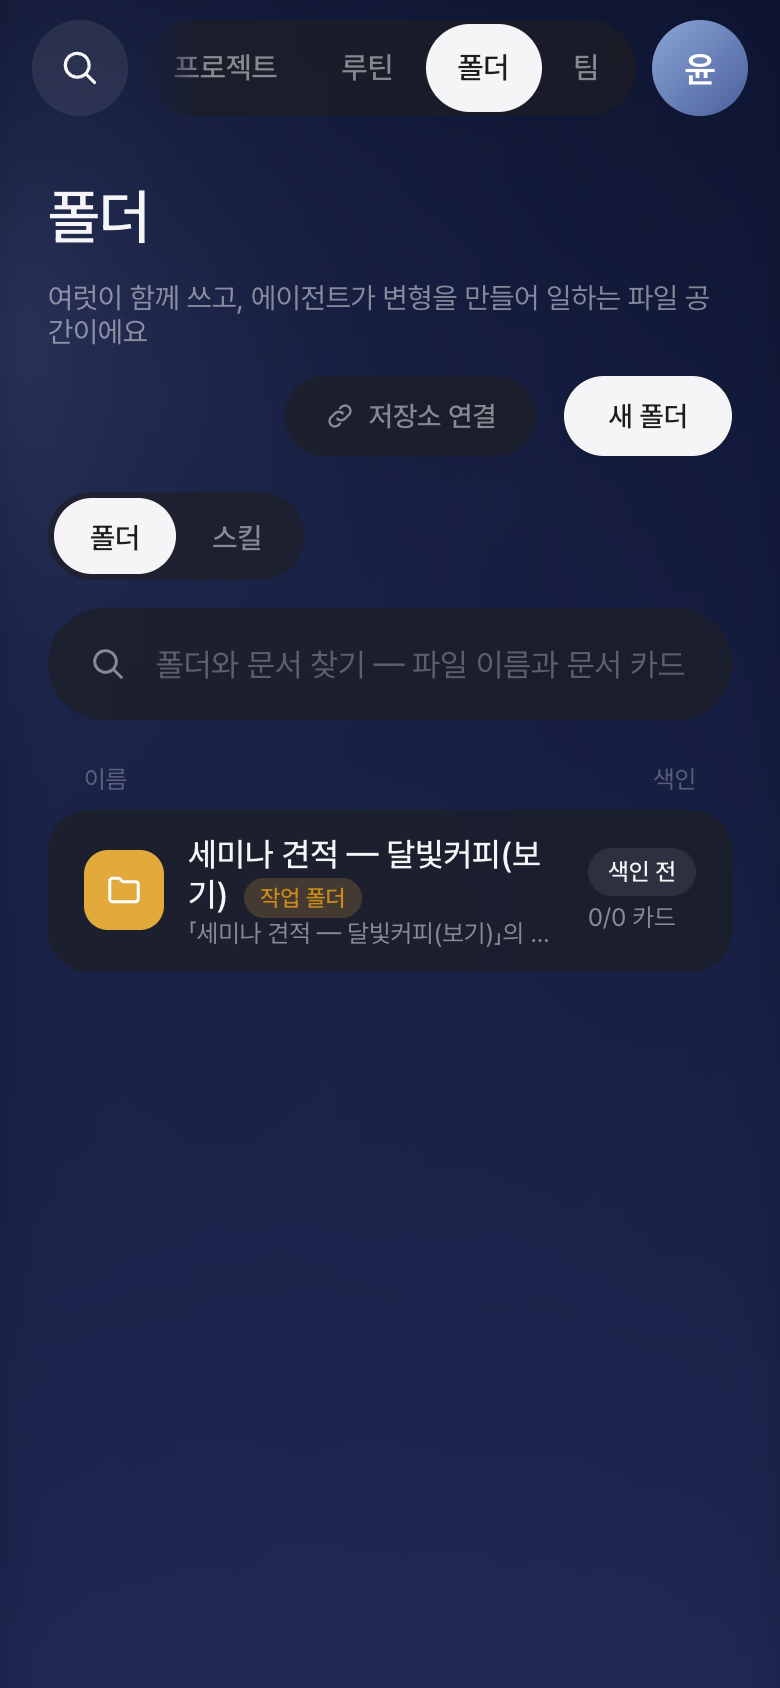 프로젝트 루틴 폴더 팀 윤
폴더
여럿이 함께 쓰고, 에이전트가 변형을 만들어 일하는 파일 공
간이에요
저장소 연결 새 폴더
폴더 스킬
폴더와 문서 찾기 — 파일 이름과 문서 카드
이름 색인
세미나 견적 — 달빛커피(보
기) 작업 폴더
「세미나 견적 — 달빛커피(보기)」의 ...
색인 전
0/0 카드